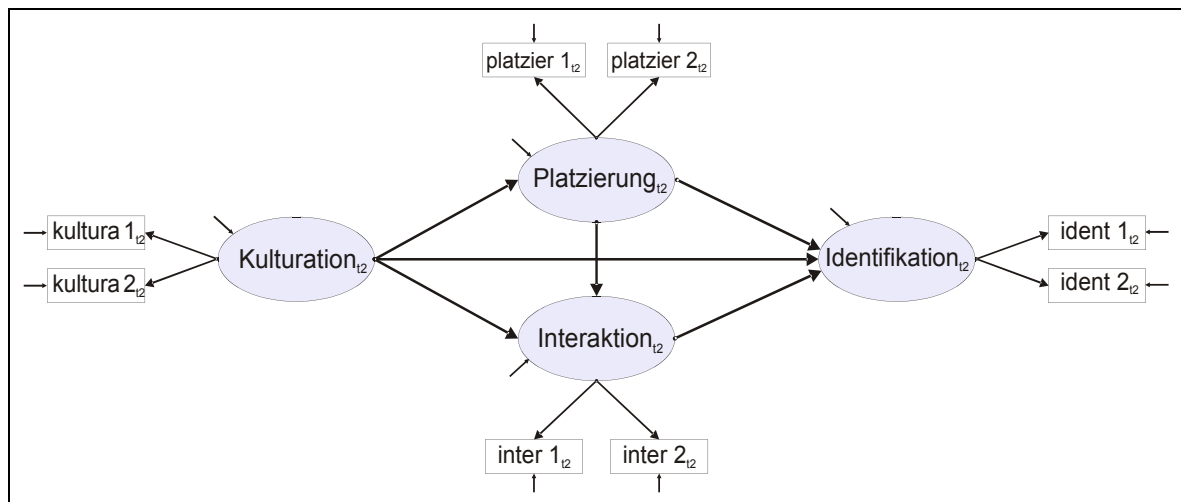 platzier 1t2
platzier 2t2
Platzierungt2
kultura 1t2
kultura 2t2
Kulturationt2
Identifikationt2
ident 1t2
ident 2t2
Interaktiont2
inter 1t2
inter 2t2